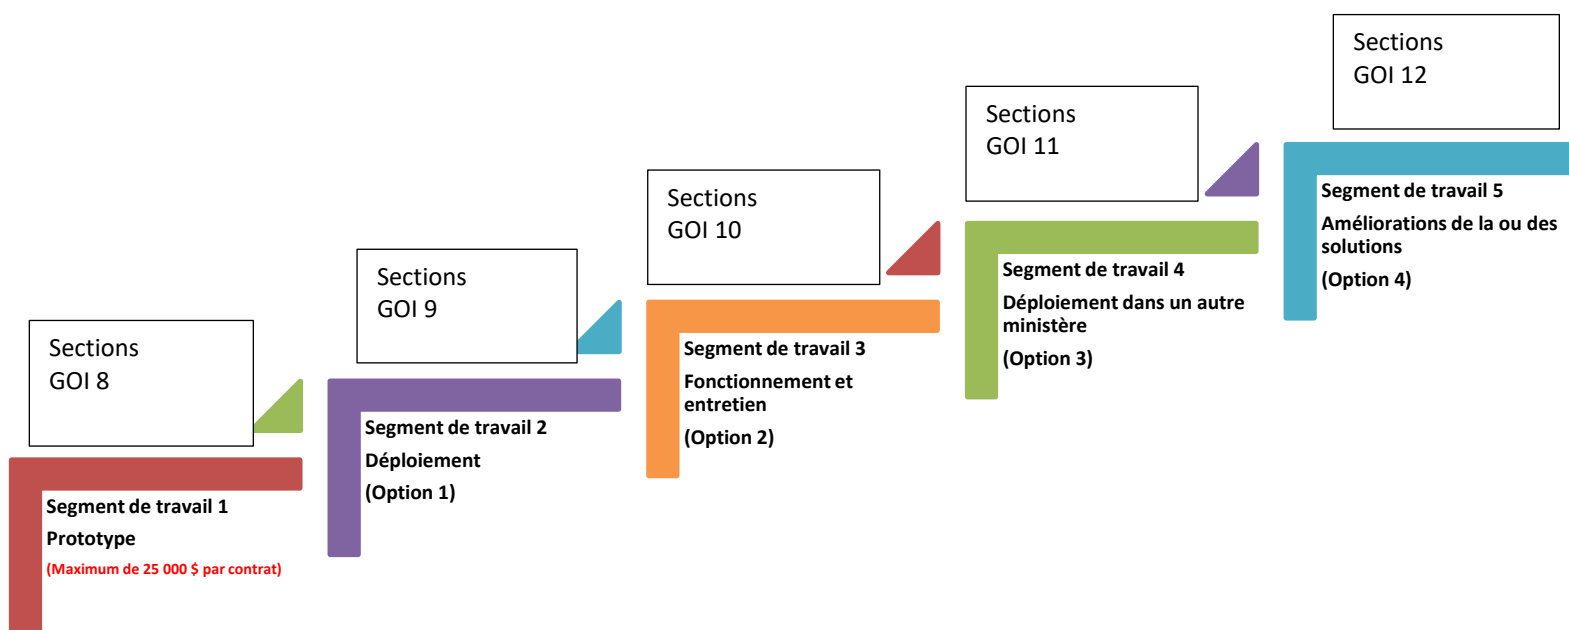 Sections
GOI 8
Segment de travail 1
Prototype
(Maximum de 25 000 $ par contrat)
Sections
GOI 9
Segment de travail 2
Déploiement
(Option 1)
Sections
GOI 10
Segment de travail 3
Fonctionnement et
entretien
(Option 2)
Sections
GOI 11
Segment de travail 4
Déploiement dans un autre
ministère
(Option 3)
Sections
GOI 12
Segment de travail 5
Améliorations de la ou des
solutions
(Option 4)